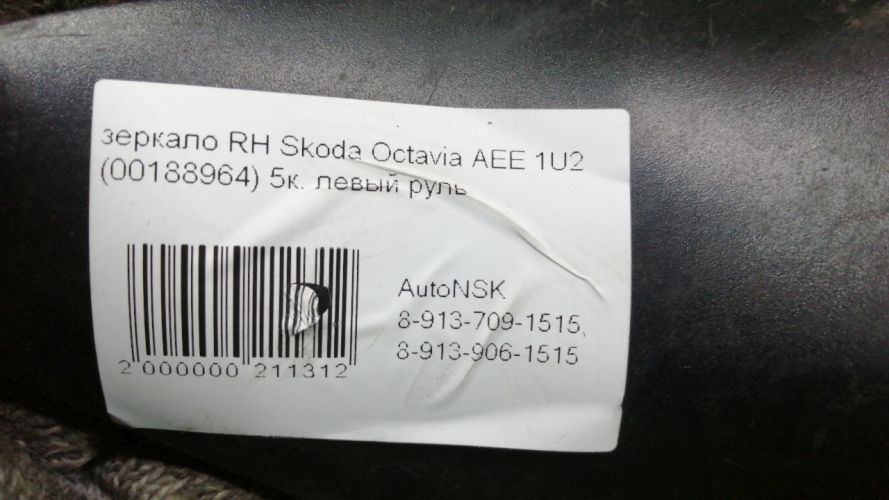 зеркало RH Skoda Octavia AEE 1U2
(00188964) 5к. левый руль
AutoNSK
8-913-709-1515,
8-913-906-1515
2 000000 211312